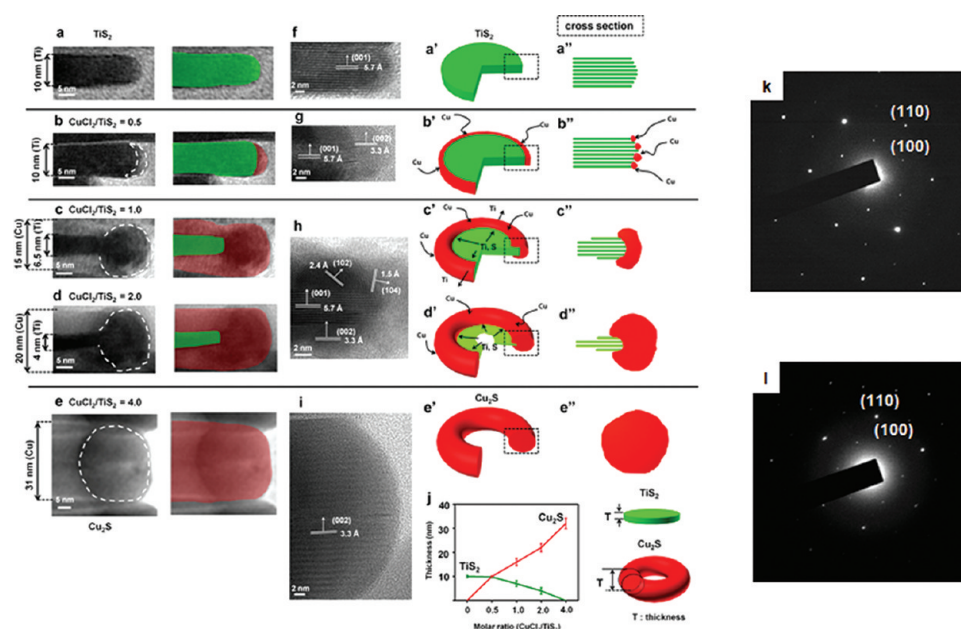 a TiS₂
10 nm (Ti)
5 nm
f
(001)
5.7 Å
2 nm
TiS₂
a'
cross section
a''
b CuCl₂/TiS₂ = 0.5
10 nm (Ti)
5 nm
g
(001)
5.7 Å
(002)
3.3 Å
2 nm
b'
Cu
Cu
Cu
b''
Cu
Cu
Cu
c CuCl₂/TiS₂ = 1.0
15 nm (Cu)
6.5 nm (Ti)
5 nm
h
2.4 Å
(102)
1.5 Å
(104)
(001)
5.7 Å
(002)
3.3 Å
2 nm
c'
Ti
Cu
Cu
Cu
Ti, S
Ti
c''
d CuCl₂/TiS₂ = 2.0
20 nm (Cu)
4 nm (Ti)
5 nm
d'
Cu
Cu
Cu
Ti, S
d''
e CuCl₂/TiS₂ = 4.0
31 nm (Cu)
5 nm
Cu₂S
i
(002)
3.3 Å
2 nm
Cu₂S
e'
e''
j
Thickness (nm)
40
30
20
10
TiS₂
Cu₂S
0 0.5 1.0 2.0 4.0
Molar ratio (CuCl₂/TiS₂)
TiS₂
T
Cu₂S
T
T : thickness
k
(110)
(100)
l
(110)
(100)